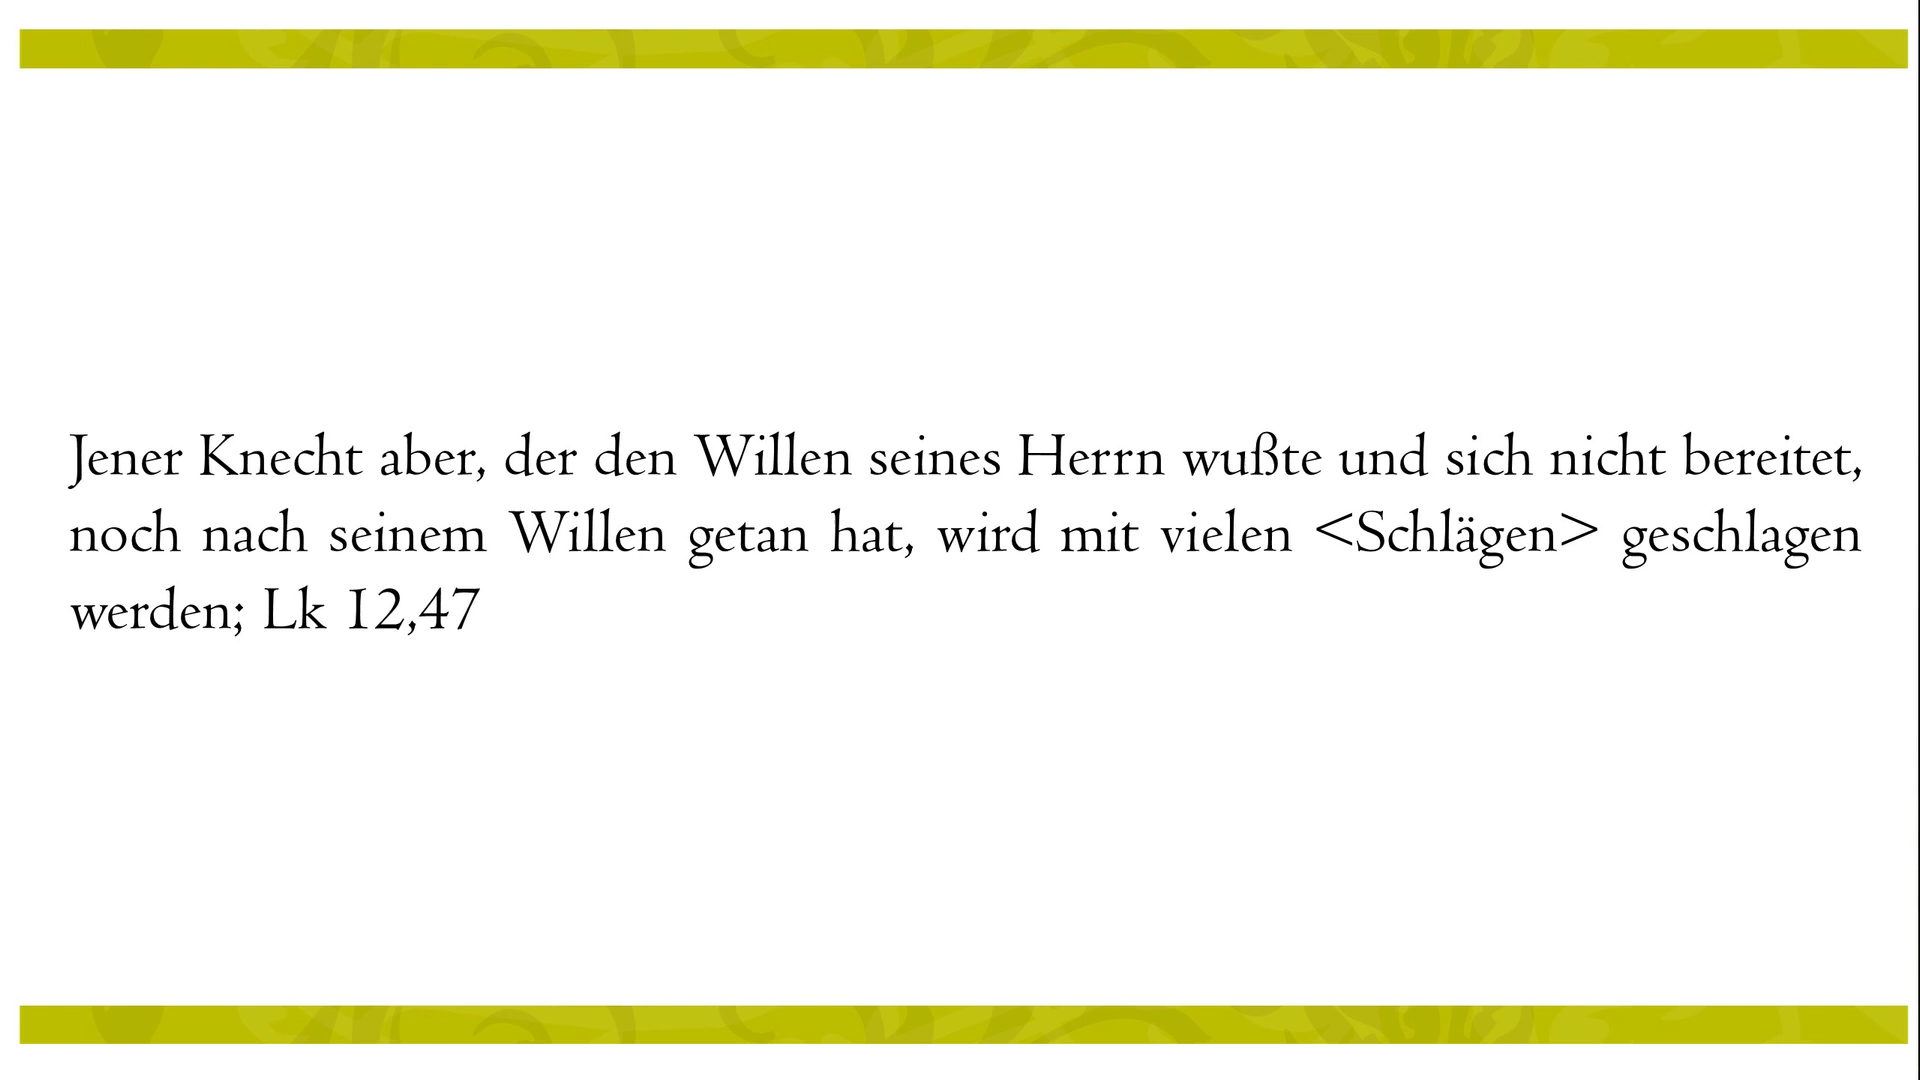 Jener Knecht aber, der den Willen seines Herrn wußte und sich nicht bereitet,
noch nach seinem Willen getan hat, wird mit vielen <Schlägen> geschlagen
werden; Lk 12,47